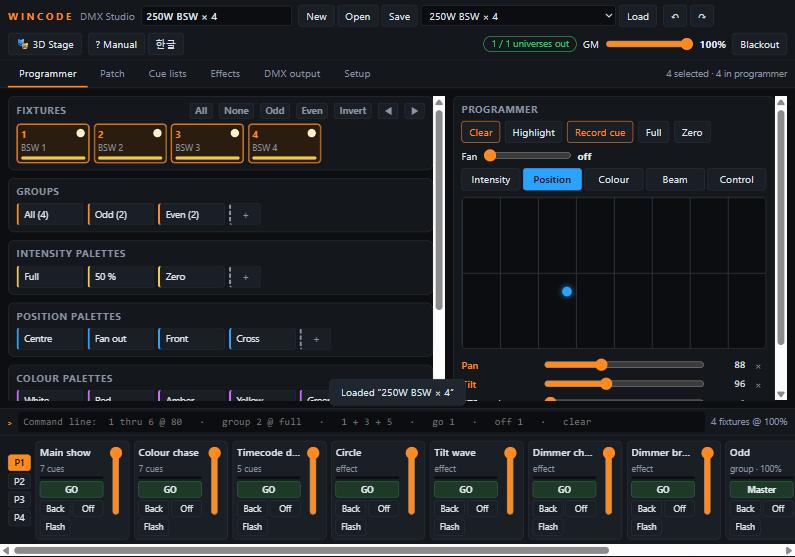 WINCODE DMX Studio 250W BSW × 4 New Open Save 250W BSW × 4 Load
3D Stage ? Manual 한글 1 / 1 universes out GM 100% Blackout
Programmer Patch Cue lists Effects DMX output Setup 4 selected · 4 in programmer
FIXTURES All None Odd Even Invert
1 2 3 4
BSW 1 BSW 2 BSW 3 BSW 4
GROUPS
All (4) Odd (2) Even (2) +
INTENSITY PALETTES
Full 50 % Zero +
POSITION PALETTES
Centre Fan out Front Cross +
COLOUR PALETTES
White Red Amber Yellow
PROGRAMMER
Clear Highlight Record cue Full Zero
Fan off
Intensity Position Colour Beam Control
Pan 88 ×
Tilt 96 ×
Loaded "250W BSW × 4"
> Command line: 1 thru 6 @ 80 · group 2 @ full · 1 + 3 + 5 · go 1 · off 1 · clear 4 fixtures @ 100%
P1
P2
P3
P4
Main show Colour chase Timecode d... Circle Tilt wave Dimmer ch... Dimmer br... Odd
7 cues 7 cues 5 cues effect effect effect effect group · 100%
GO GO GO GO GO GO GO Master
Back Off Back Off Back Off Back Off Back Off Back Off Back Off Back Off
Flash Flash Flash Flash Flash Flash Flash Flash